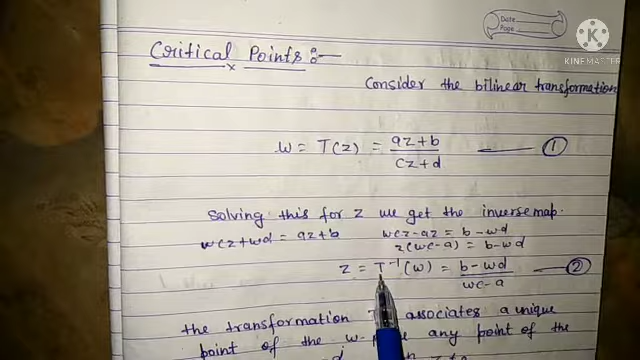 Date
Page
KINEMASTER
Critical Points :-
Consider the bilinear transformation
w = T(z) = az+b / cz+d ——— ①
Solving this for z we get the inverse map.
wcz+wd = az+b    wcz-az = b-wd
z(wc-a) = b-wd
z = T⁻¹(w) = b-wd / wc-a ——— ②
the transformation T associates a unique
point of the w- any point of the